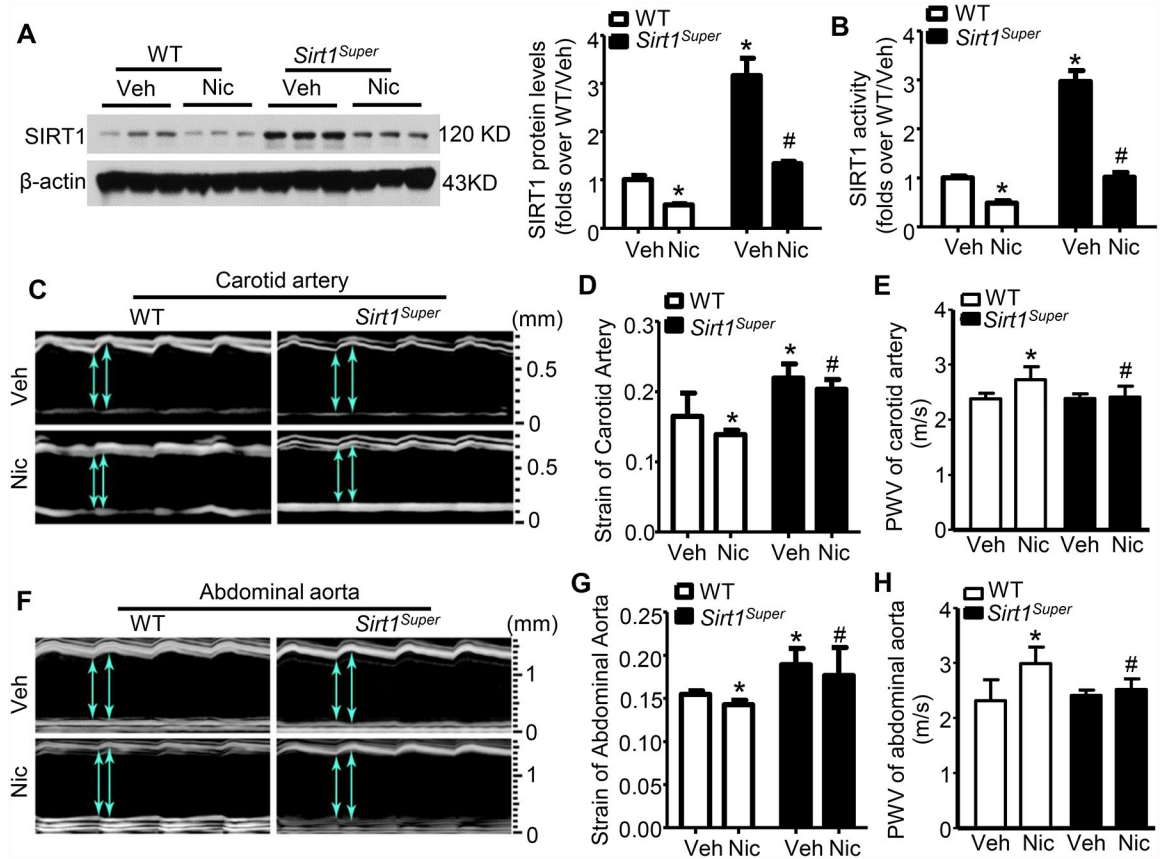 A
WT
Sirt1Super
Veh
Nic
Veh
Nic
SIRT1
120 KD
β-actin
43KD
WT
Sirt1Super
SIRT1 protein levels
(folds over WT/Veh)
4
3
2
1
0
*
*
#
Veh Nic
Veh Nic
B
WT
Sirt1Super
SIRT1 activity
(folds over WT/Veh)
4
3
2
1
0
*
*
#
Veh Nic
Veh Nic
C
Carotid artery
WT
Sirt1Super
(mm)
Veh
Nic
0.5
0
0.5
0
D
WT
Sirt1Super
Strain of Carotid Artery
0.3
0.2
0.1
0.0
*
*
#
Veh Nic
Veh Nic
E
WT
Sirt1Super
PWV of carotid artery
(m/s)
4
3
2
1
0
*
#
Veh Nic Veh Nic
F
Abdominal aorta
WT
Sirt1Super
(mm)
Veh
Nic
1
0
1
0
G
WT
Sirt1Super
Strain of Abdominal Aorta
0.25
0.20
0.15
0.10
0.05
0.00
*
*
#
Veh Nic
Veh Nic
H
WT
Sirt1Super
PWV of abdominal aorta
(m/s)
4
3
2
1
0
*
#
Veh Nic Veh Nic